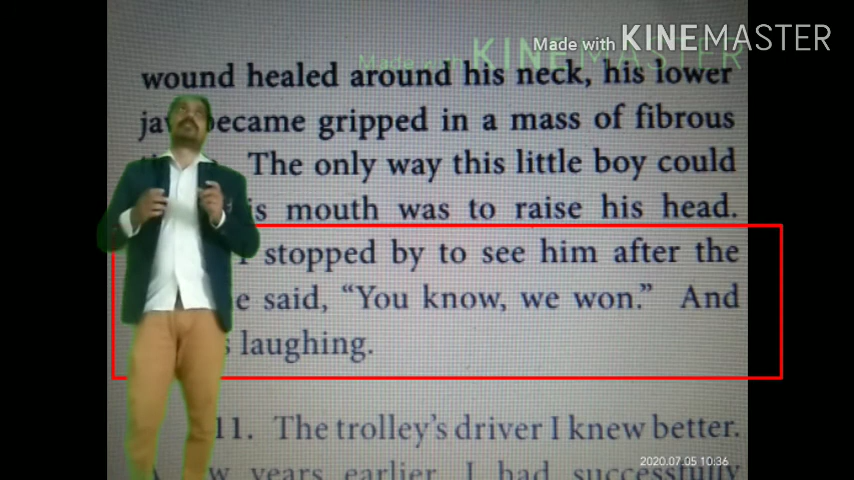 Made with KINEMASTER
Made with KINEMASTER
wound healed around his neck, his lower
became gripped in a mass of fibrous
The only way this little boy could
mouth was to raise his head.
I stopped by to see him after the
said, “You know, we won.” And
laughing.
11. The trolley’s driver I knew better.
years earlier I had successfully
2020.07.05 10:36